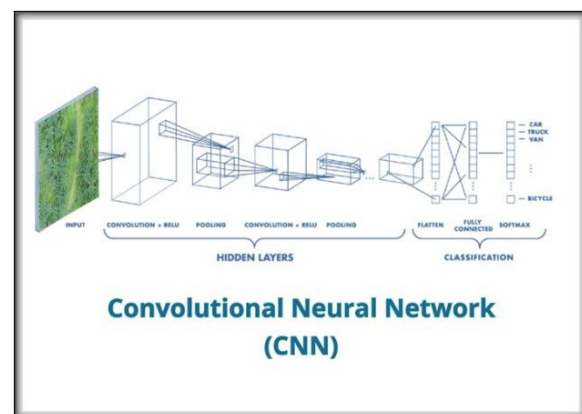 CAR
TRUCK
VAN
BICYCLE
INPUT CONVOLUTION + RELU POOLING CONVOLUTION + RELU POOLING FLATTEN FULLY CONNECTED SOFTMAX
HIDDEN LAYERS CLASSIFICATION
Convolutional Neural Network
(CNN)